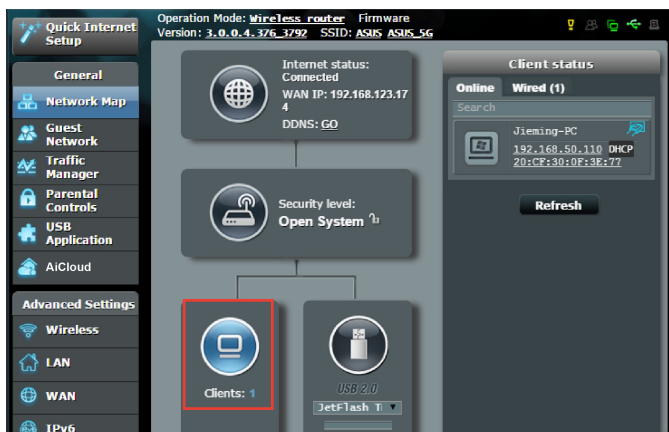 Quick Internet
Setup
Operation Mode: Wireless router Firmware
Version: 3.0.0.4.376_3792 SSID: ASUS ASUS_5G
General
Network Map
Guest
Network
Traffic
Manager
Parental
Controls
USB
Application
AiCloud
Advanced Settings
Wireless
LAN
WAN
IPv6
Internet status:
Connected
WAN IP: 192.168.123.17
4
DDNS: GO
Security level:
Open System
Clients: 1
USB 2.0
JetFlash T
Client status
Online Wired (1)
Search
Jieming-PC
192.168.50.110 DHCP
20:CF:30:0F:3E:77
Refresh